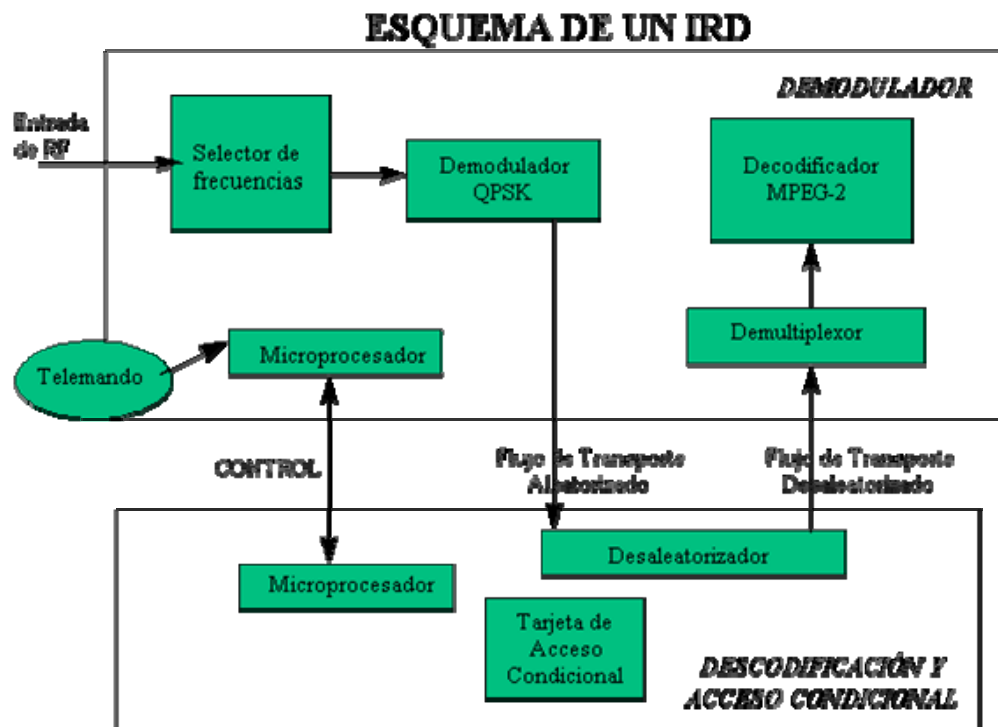 ESQUEMA DE UN IRD
DEMODULADOR
Entrada
de RF
Selector de
frecuencias
Demodulador
QPSK
Decodificador
MPEG-2
Demultiplexor
Microprocesador
Telemando
CONTROL
Flujo de Transporte
Aleatorizado
Flujo de Transporte
Desaleatorizado
Desaleatorizador
Microprocesador
Tarjeta de
Acceso
Condicional
DESCODIFICACIÓN Y
ACCESO CONDICIONAL